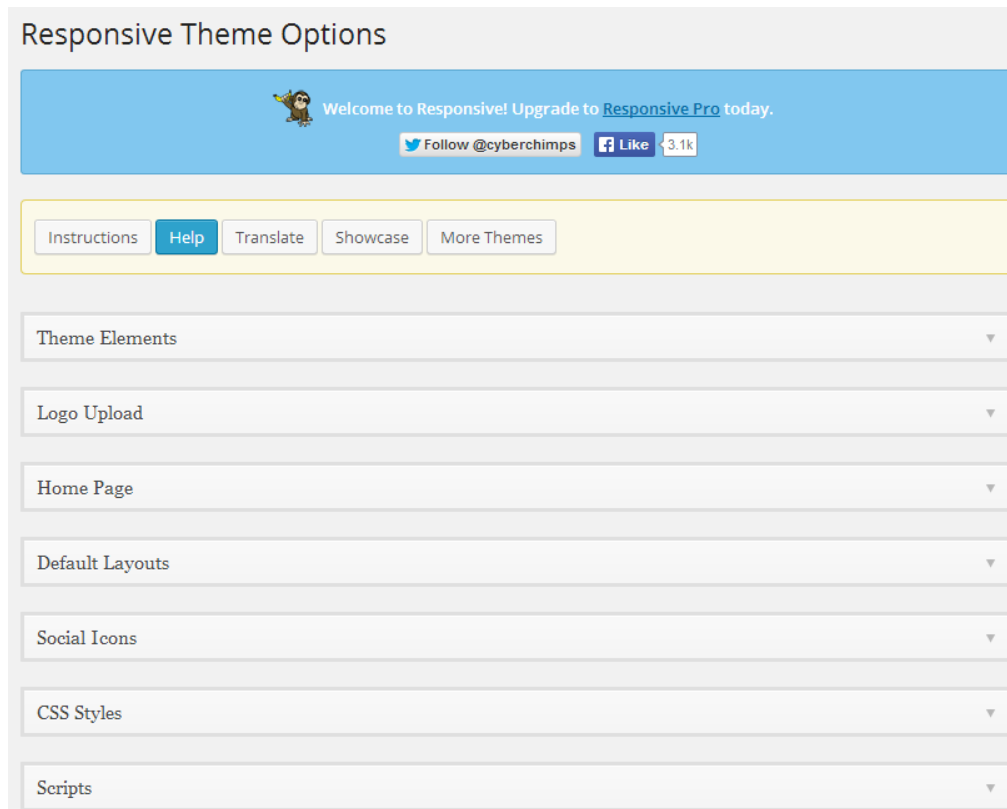 Responsive Theme Options
Welcome to Responsive! Upgrade to Responsive Pro today.
Follow @cyberchimps Like 3.1k
Instructions Help Translate Showcase More Themes
Theme Elements
Logo Upload
Home Page
Default Layouts
Social Icons
CSS Styles
Scripts